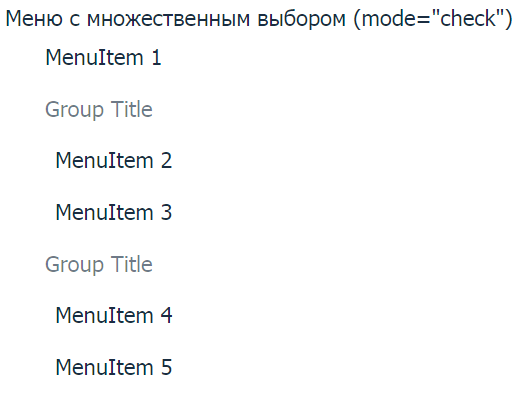 Меню с множественным выбором (mode="check")
MenuItem 1
Group Title
MenuItem 2
MenuItem 3
Group Title
MenuItem 4
MenuItem 5